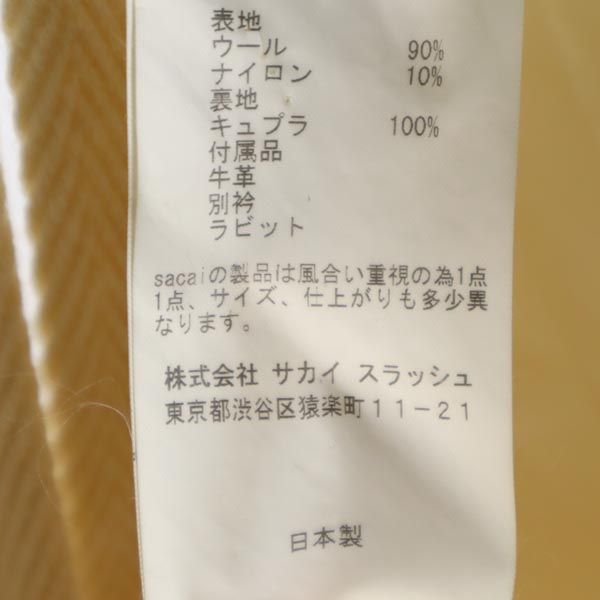 表地
ウール 90%
ナイロン 10%
裏地
キュプラ 100%
付属品
牛革
別衿
ラビット
sacaiの製品は風合い重視の為1点
1点、サイズ、仕上がりも多少異
なります。
株式会社 サカイ スラッシュ
東京都渋谷区猿楽町11-21
日本製